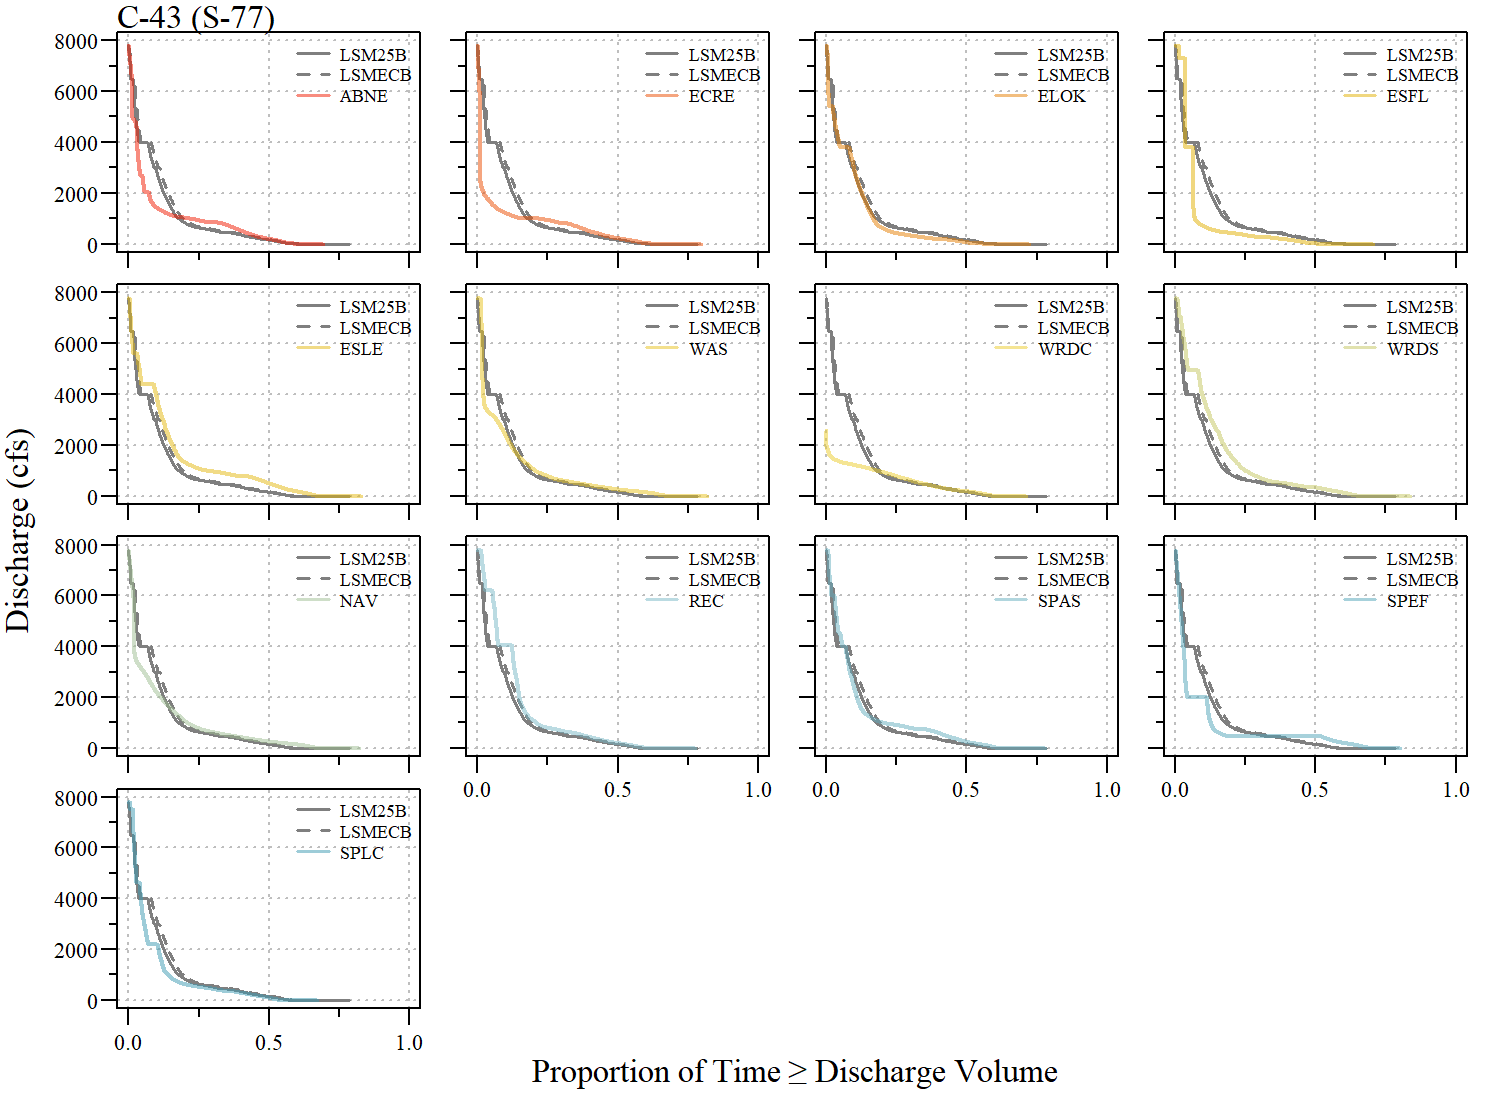 C-43 (S-77)
8000
6000
4000
2000
0
LSM25B
LSMECB
ABNE
LSM25B
LSMECB
ECRE
LSM25B
LSMECB
ELOK
LSM25B
LSMECB
ESFL
8000
6000
4000
2000
0
LSM25B
LSMECB
ESLE
LSM25B
LSMECB
WAS
LSM25B
LSMECB
WRDC
LSM25B
LSMECB
WRDS
Discharge (cfs)
8000
6000
4000
2000
0
LSM25B
LSMECB
NAV
LSM25B
LSMECB
REC
LSM25B
LSMECB
SPAS
LSM25B
LSMECB
SPEF
0.0 0.5 1.0
0.0 0.5 1.0
0.0 0.5 1.0
8000
6000
4000
2000
0
LSM25B
LSMECB
SPLC
0.0 0.5 1.0
Proportion of Time ≥ Discharge Volume